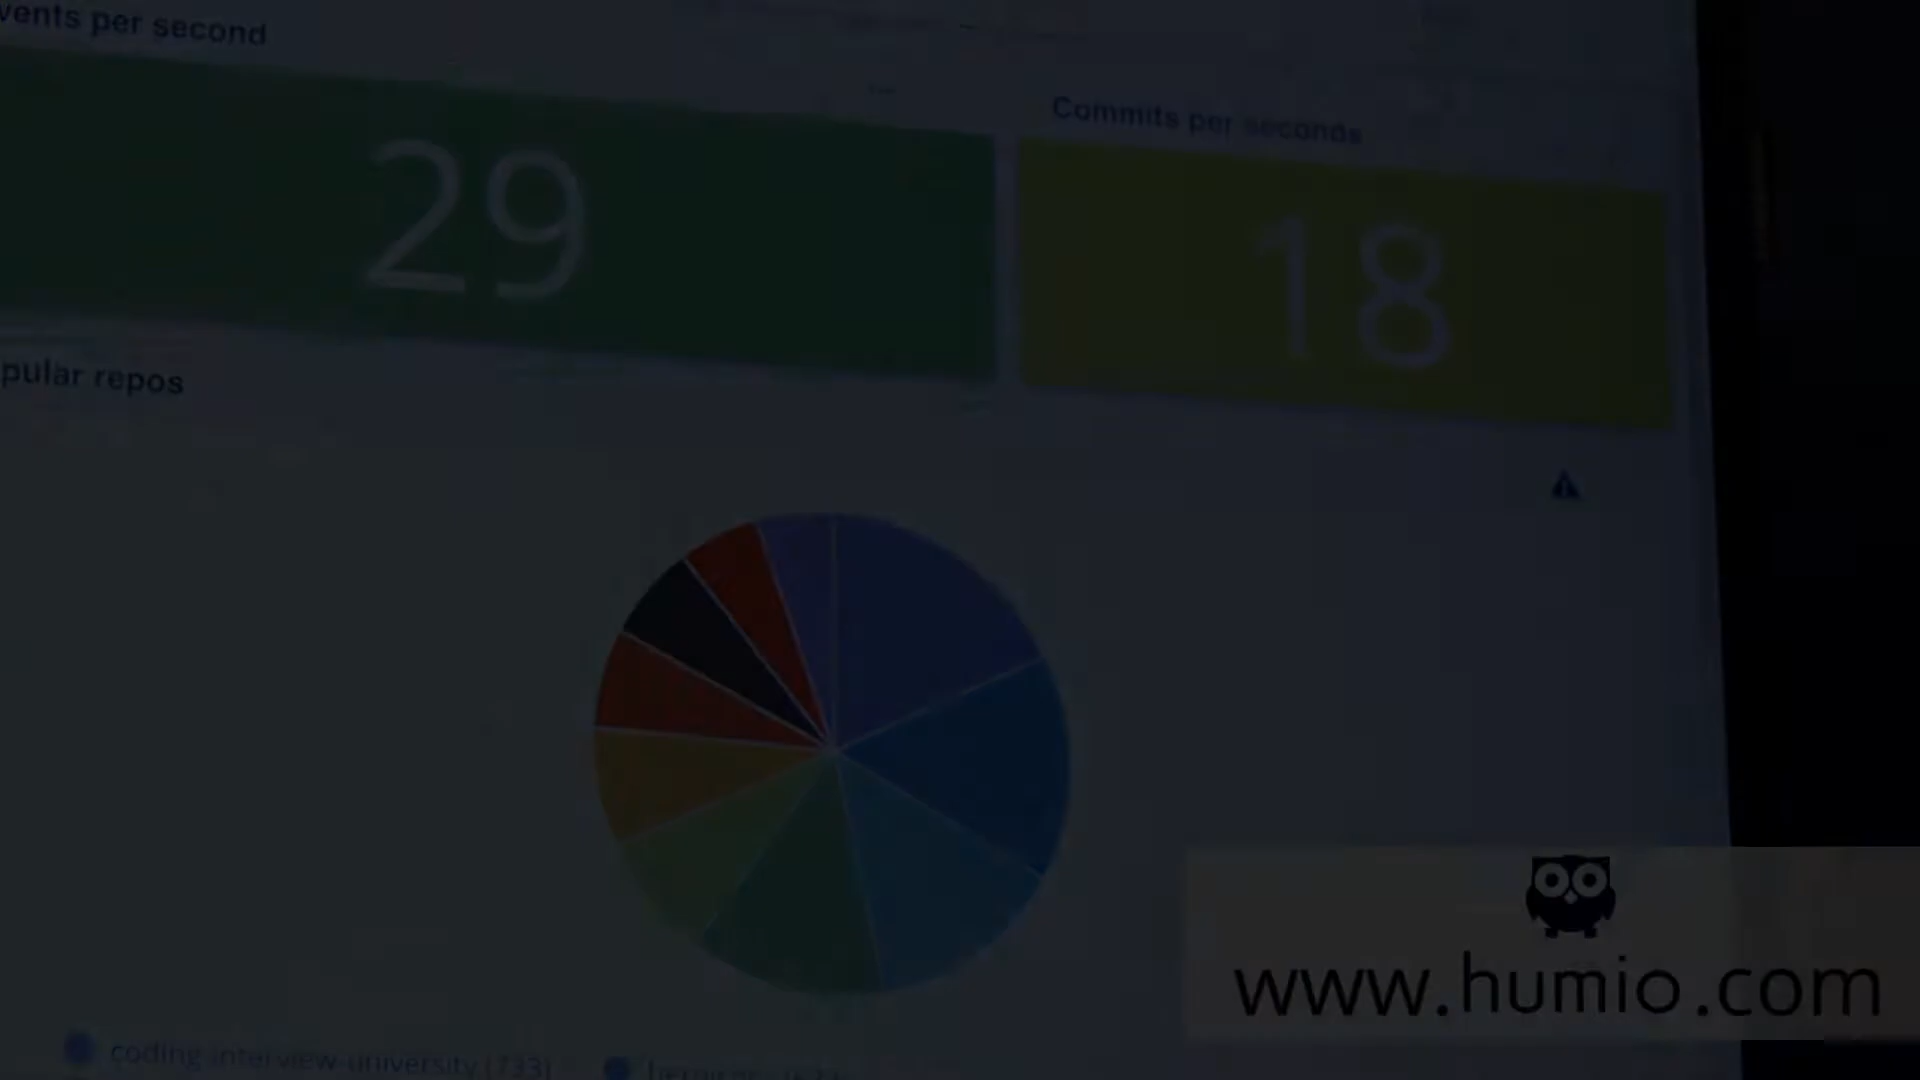 vents per second
Commits per seconds
29
18
pular repos
coding-interview-university (733)
www.humio.com